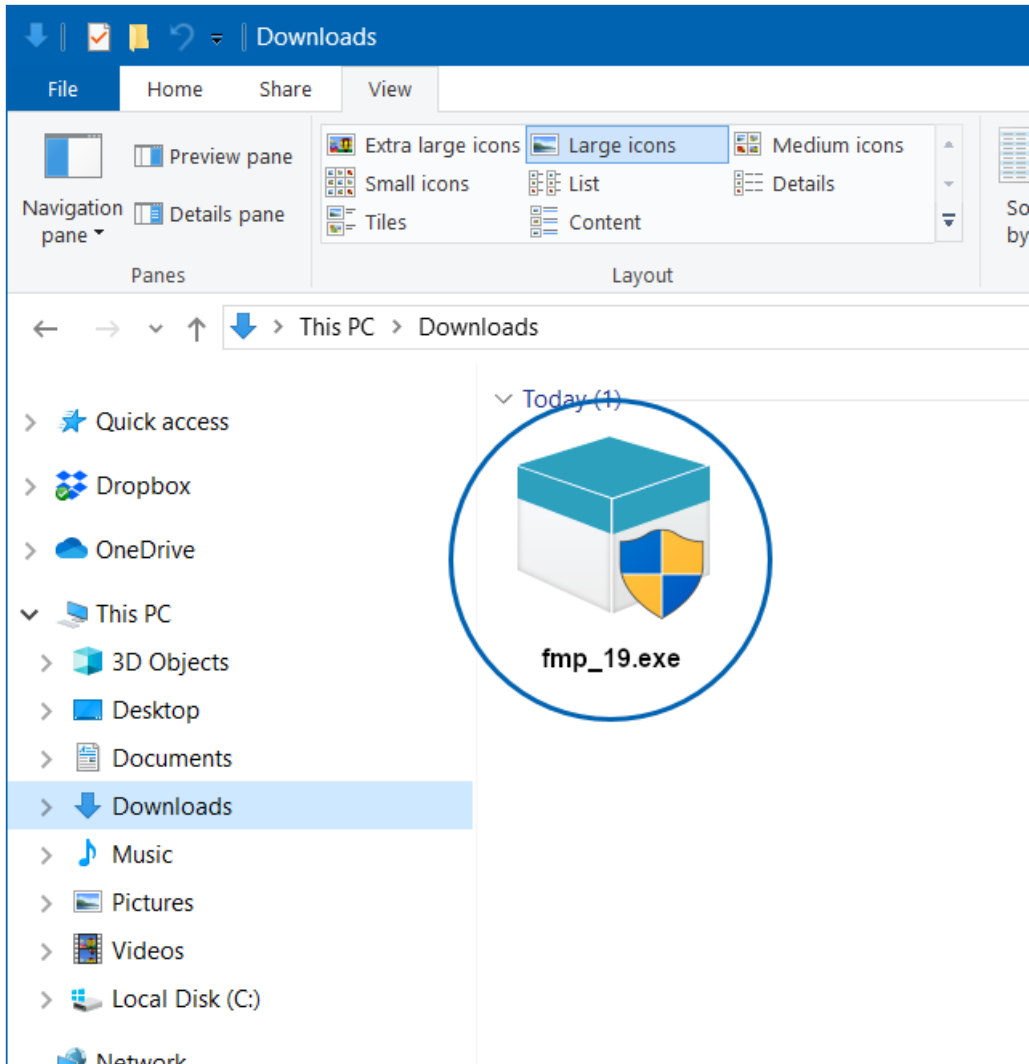 Downloads
File Home Share View
Navigation pane
Preview pane
Details pane
Panes
Extra large icons Large icons Medium icons
Small icons List Details
Tiles Content
Layout
So
by
This PC > Downloads
Today (1)
fmp_19.exe
Quick access
Dropbox
OneDrive
This PC
3D Objects
Desktop
Documents
Downloads
Music
Pictures
Videos
Local Disk (C:)
Network